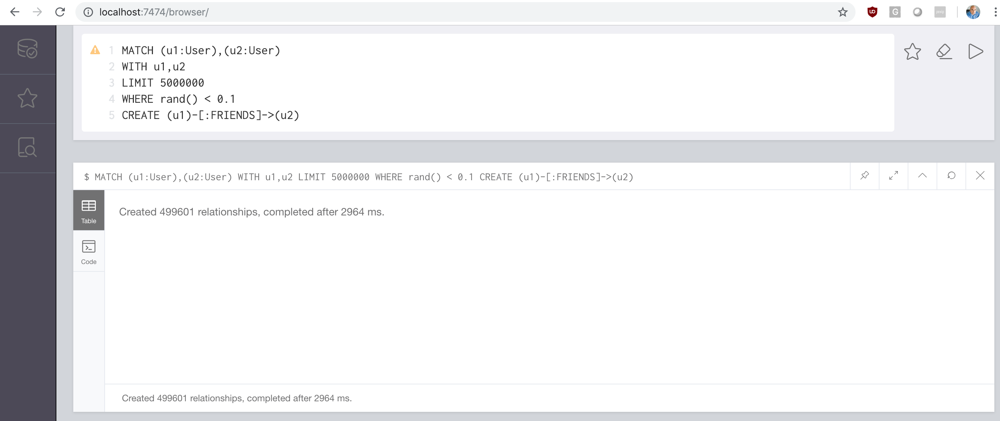 localhost:7474/browser/
UD
G
pexip
1 MATCH (u1:User),(u2:User)
2 WITH u1,u2
3 LIMIT 5000000
4 WHERE rand() < 0.1
5 CREATE (u1)-[:FRIENDS]->(u2)
$ MATCH (u1:User),(u2:User) WITH u1,u2 LIMIT 5000000 WHERE rand() < 0.1 CREATE (u1)-[:FRIENDS]->(u2)
Table
Created 499601 relationships, completed after 2964 ms.
Code
Created 499601 relationships, completed after 2964 ms.